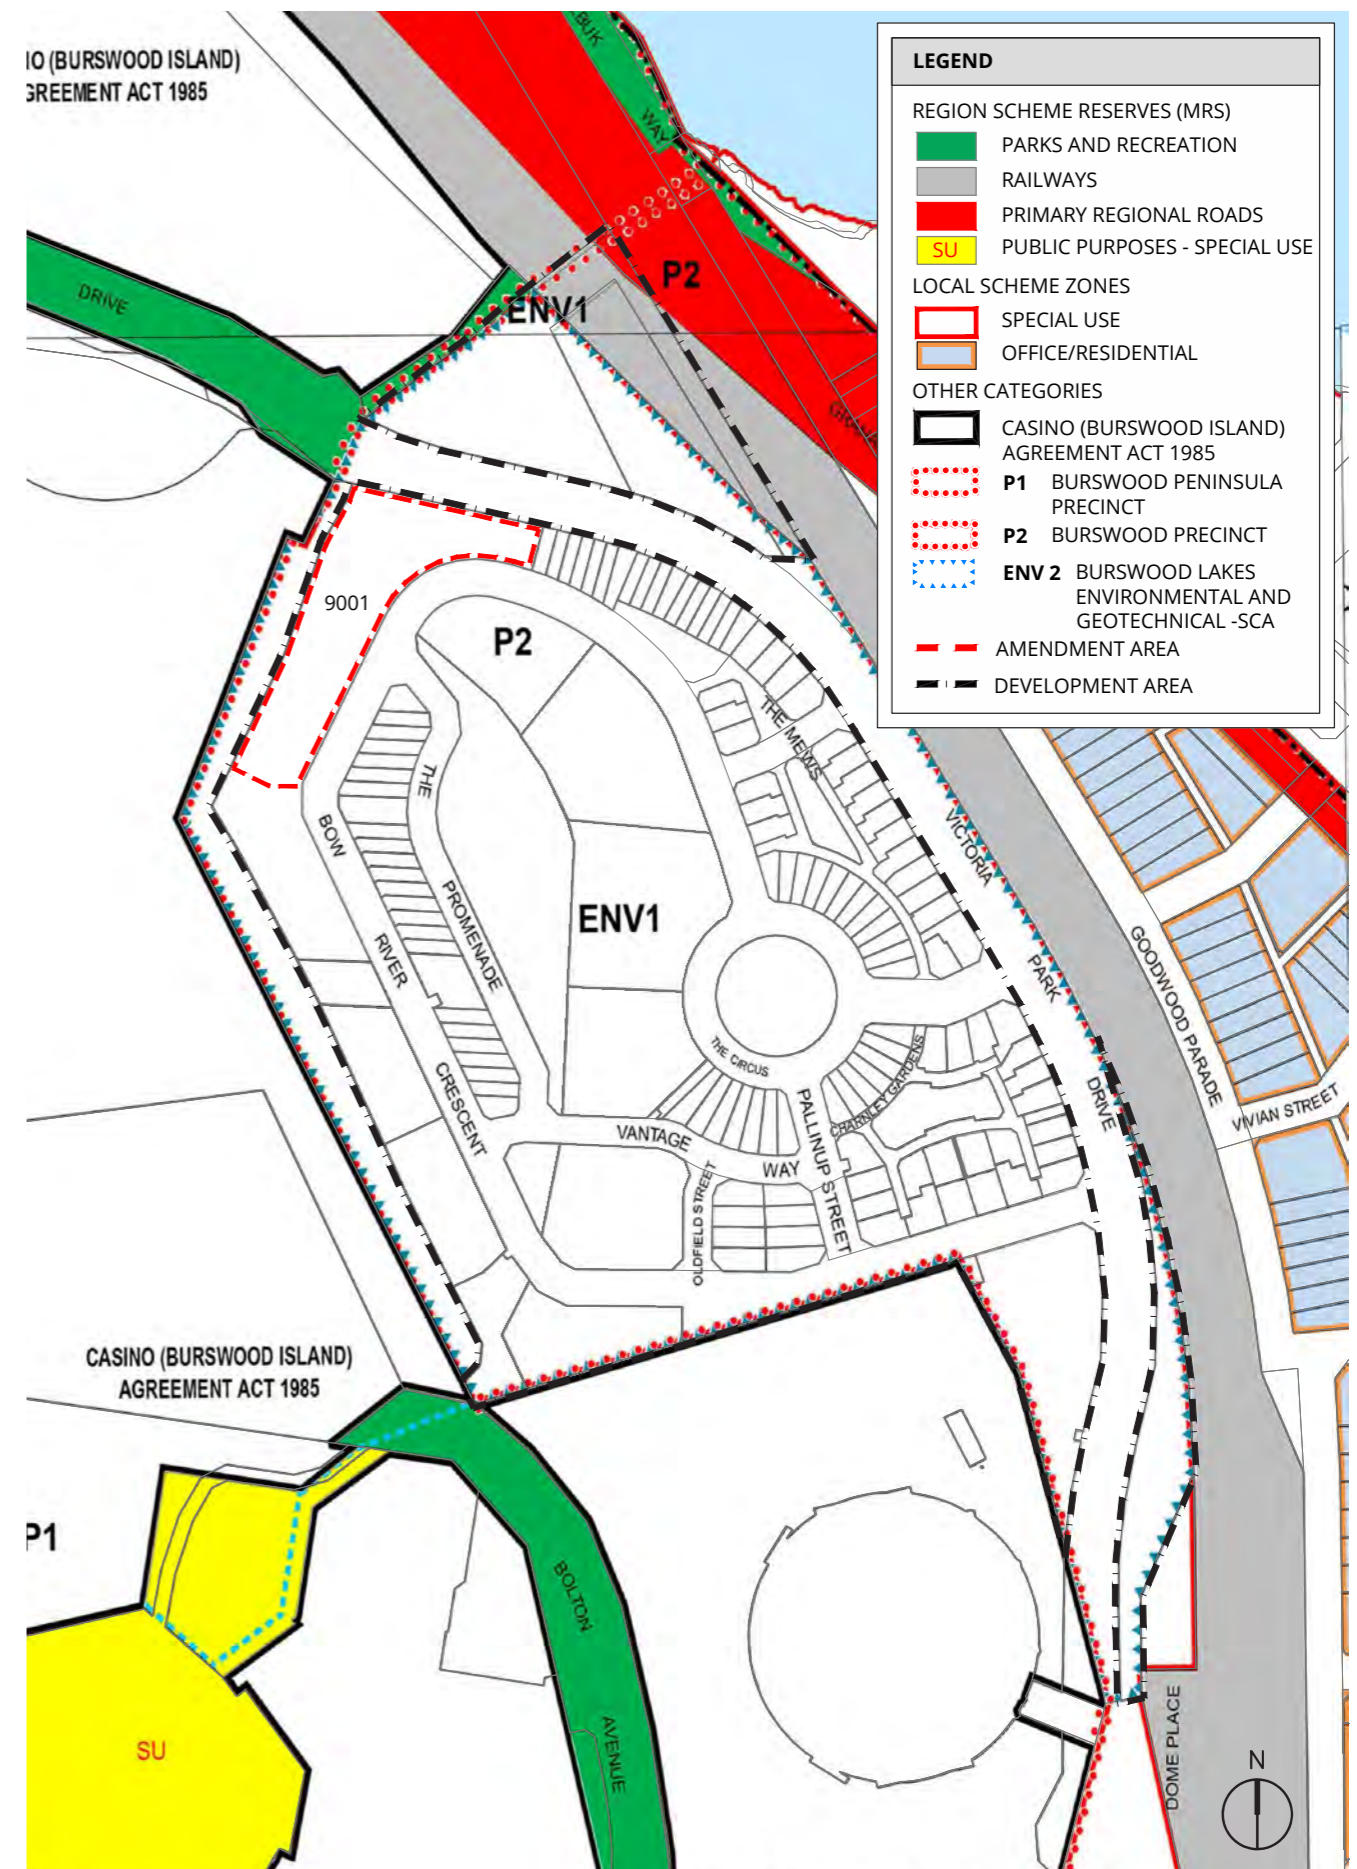 IO (BURSWOOD ISLAND)
GREEMENT ACT 1985
LEGEND
REGION SCHEME RESERVES (MRS)
PARKS AND RECREATION
RAILWAYS
PRIMARY REGIONAL ROADS
SU PUBLIC PURPOSES - SPECIAL USE
LOCAL SCHEME ZONES
SPECIAL USE
OFFICE/RESIDENTIAL
OTHER CATEGORIES
CASINO (BURSWOOD ISLAND)
AGREEMENT ACT 1985
P1 BURSWOOD PENINSULA
PRECINCT
P2 BURSWOOD PRECINCT
ENV 2 BURSWOOD LAKES
ENVIRONMENTAL AND
GEOTECHNICAL -SCA
AMENDMENT AREA
DEVELOPMENT AREA
WAY
P2
DRIVE
ENV1
9001
P2
THE MEWS
THE
PROMENADE
BOW
RIVER
CRESCENT
VICTORIA
PARK
DRIVE
ENV1
GOODWOOD PARADE
VIVIAN STREET
THE CIRCUS
CHARNLEY GARDENS
PALLINUP STREET
VANTAGE
WAY
OLDFIELD STREET
CASINO (BURSWOOD ISLAND)
AGREEMENT ACT 1985
P1
BOLTON
AVENUE
SU
DOME PLACE
N